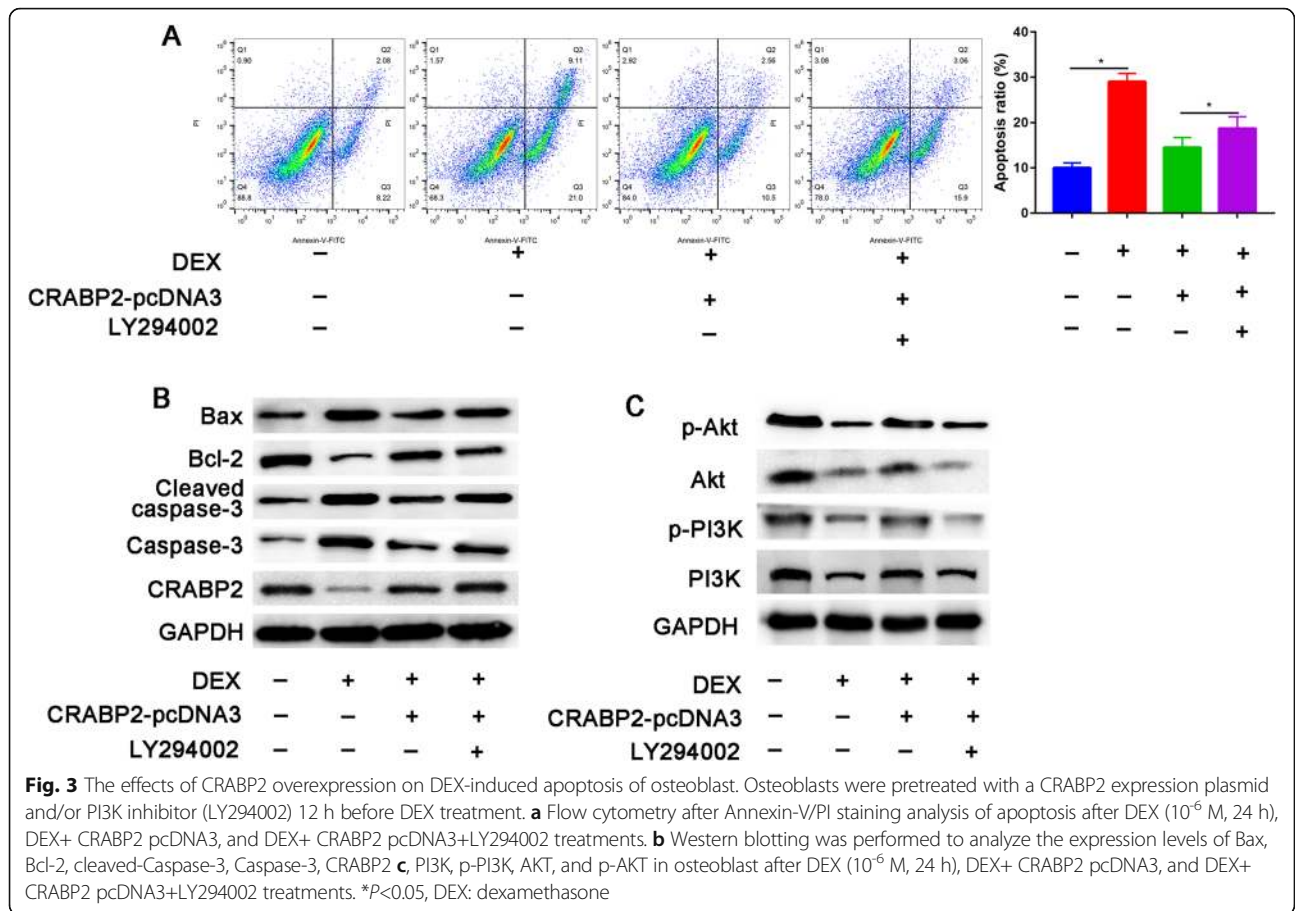 A
Q1
0.90
Q2
2.08
Q4
88.8
Q3
8.22
PI
Annexin-V-FITC
Q1
1.57
Q2
9.11
Q4
68.3
Q3
21.0
PI
Annexin-V-FITC
Q1
2.92
Q2
2.56
Q4
84.0
Q3
10.5
PI
Annexin-V-FITC
Q1
3.06
Q2
3.06
Q4
78.0
Q3
15.9
PI
Annexin-V-FITC
Apoptosis ratio (%)
40
30
20
10
0
* *
DEX − + + + − + + +
CRABP2-pcDNA3 − − + + − − + +
LY294002 − − − + − − − +
B
Bax
Bcl-2
Cleaved
caspase-3
Caspase-3
CRABP2
GAPDH
DEX − + + +
CRABP2-pcDNA3 − − + +
LY294002 − − − +
C
p-Akt
Akt
p-PI3K
PI3K
GAPDH
DEX − + + +
CRABP2-pcDNA3 − − + +
LY294002 − − − +
Fig. 3 The effects of CRABP2 overexpression on DEX-induced apoptosis of osteoblast. Osteoblasts were pretreated with a CRABP2 expression plasmid
and/or PI3K inhibitor (LY294002) 12 h before DEX treatment. a Flow cytometry after Annexin-V/PI staining analysis of apoptosis after DEX (10⁻⁶ M, 24 h),
DEX+ CRABP2 pcDNA3, and DEX+ CRABP2 pcDNA3+LY294002 treatments. b Western blotting was performed to analyze the expression levels of Bax,
Bcl-2, cleaved-Caspase-3, Caspase-3, CRABP2 c, PI3K, p-PI3K, AKT, and p-AKT in osteoblast after DEX (10⁻⁶ M, 24 h), DEX+ CRABP2 pcDNA3, and DEX+
CRABP2 pcDNA3+LY294002 treatments. *P<0.05, DEX: dexamethasone